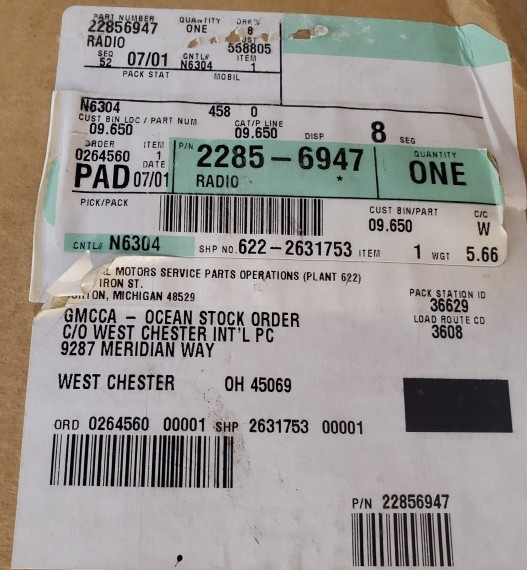 PART NUMBER QUANTITY
22856947 ONE 8
RADIO 558805
SEQ CNTL# ITEM
52 07/01 N6304 1
PACK STAT MOBIL
N6304 458 0
CUST BIN LOC / PART NUM CAT/P LINE
09.650 09.650 DISP 8 SEG
ORDER ITEM P/N QUANTITY
0264560 1 2285-6947 ONE
DATE
PAD 07/01 RADIO *
PICK/PACK CUST BIN/PART C/C
09.650 W
CNTL# N6304 SHP NO. 622-2631753 ITEM 1 WGT 5.66
L MOTORS SERVICE PARTS OPERATIONS (PLANT 622)
IRON ST.
RTON, MICHIGAN 48529
PACK STATION ID
36629
GMCCA - OCEAN STOCK ORDER
LOAD ROUTE CD
C/O WEST CHESTER INT'L PC
3608
9287 MERIDIAN WAY
WEST CHESTER OH 45069
ORD 0264560 00001 SHP 2631753 00001
P/N 22856947